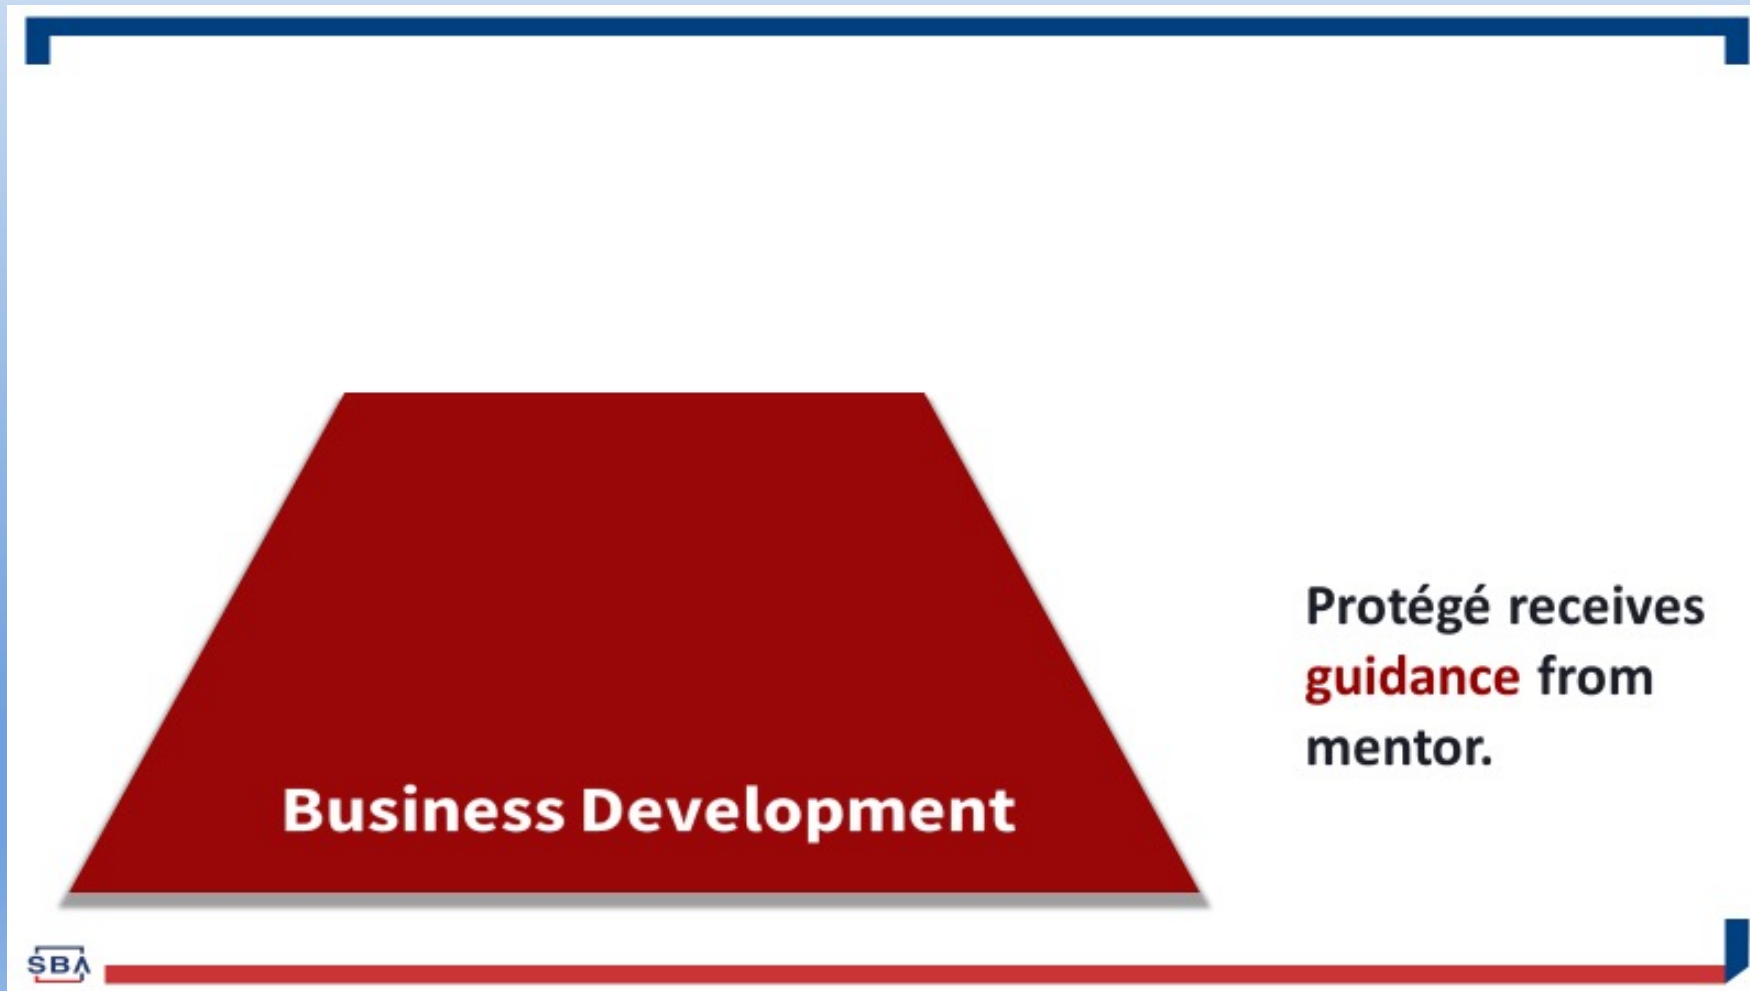 Business Development
Protégé receives
guidance from
mentor.
SBA